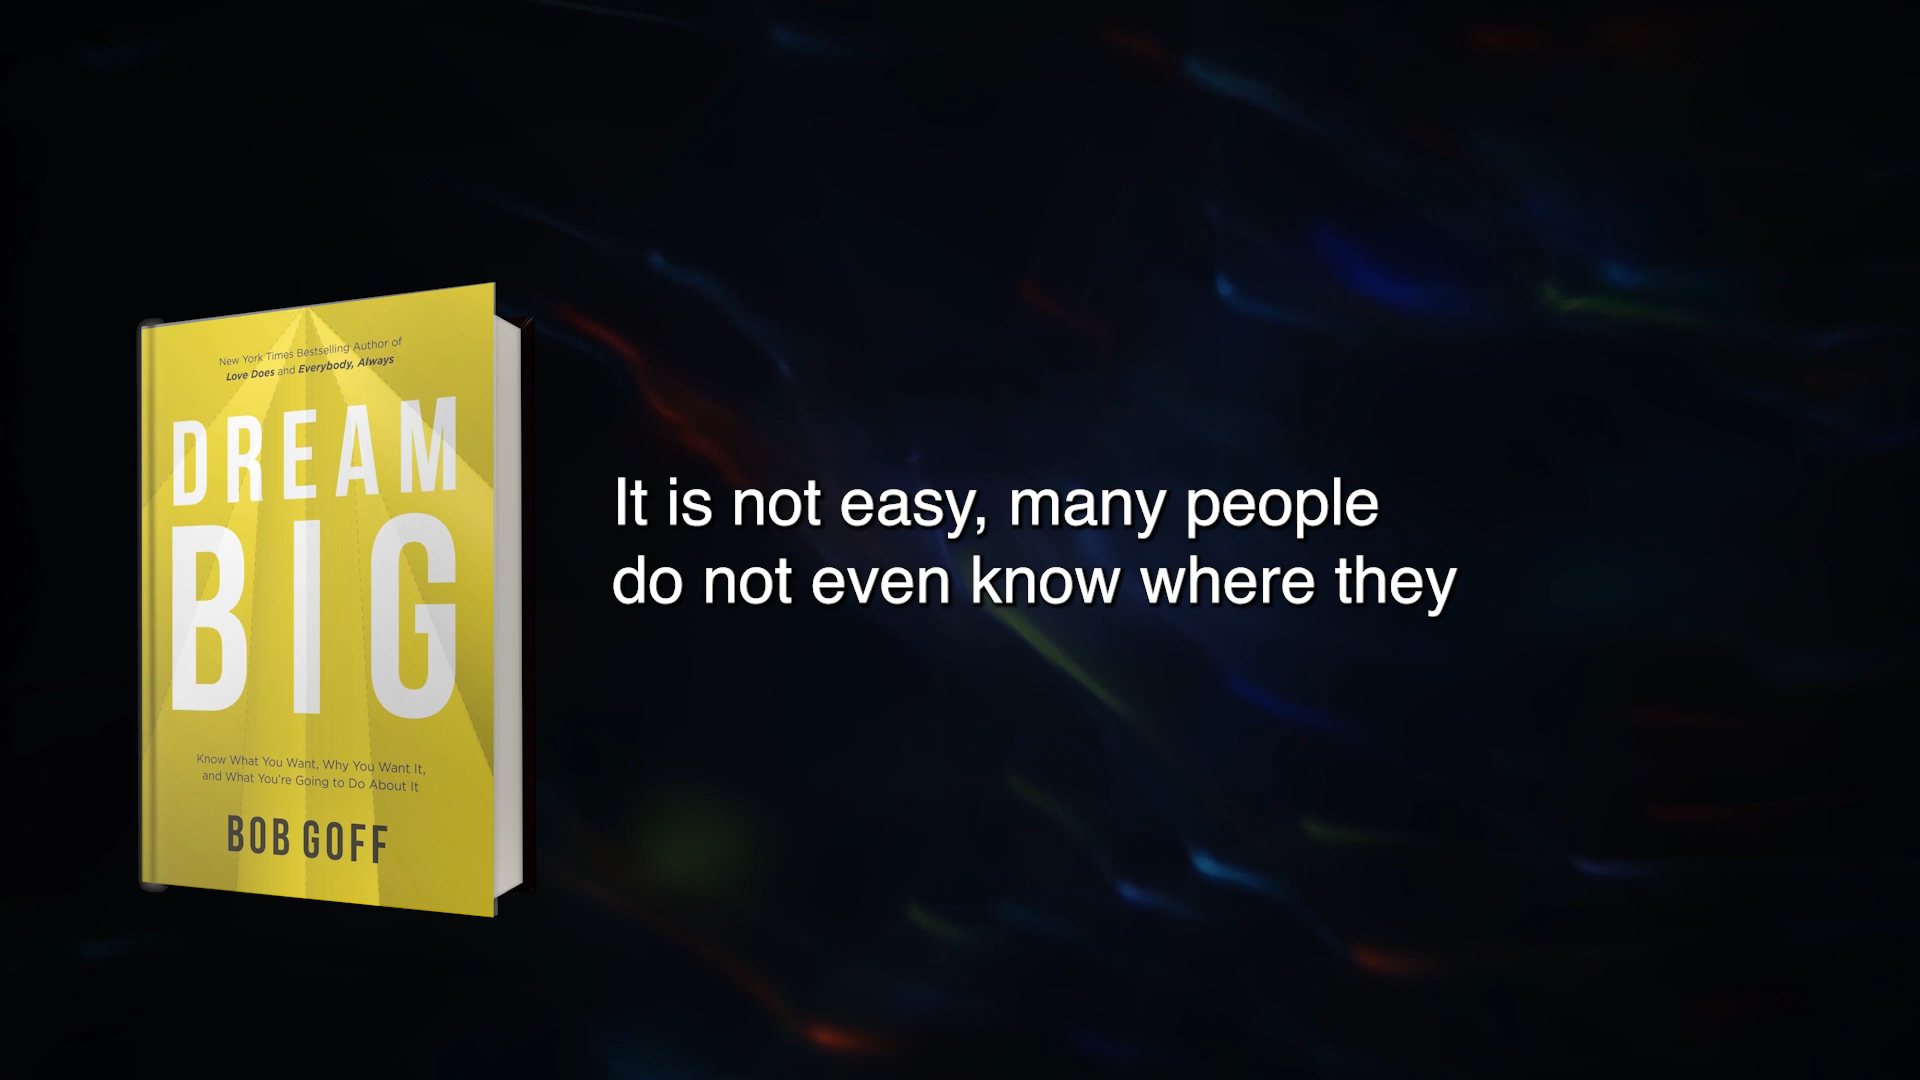 New York Times Bestselling Author of
Love Does and Everybody, Always
DREAM
BIG
Know What You Want, Why You Want It,
and What You're Going to Do About It
BOB GOFF
It is not easy, many people
do not even know where they